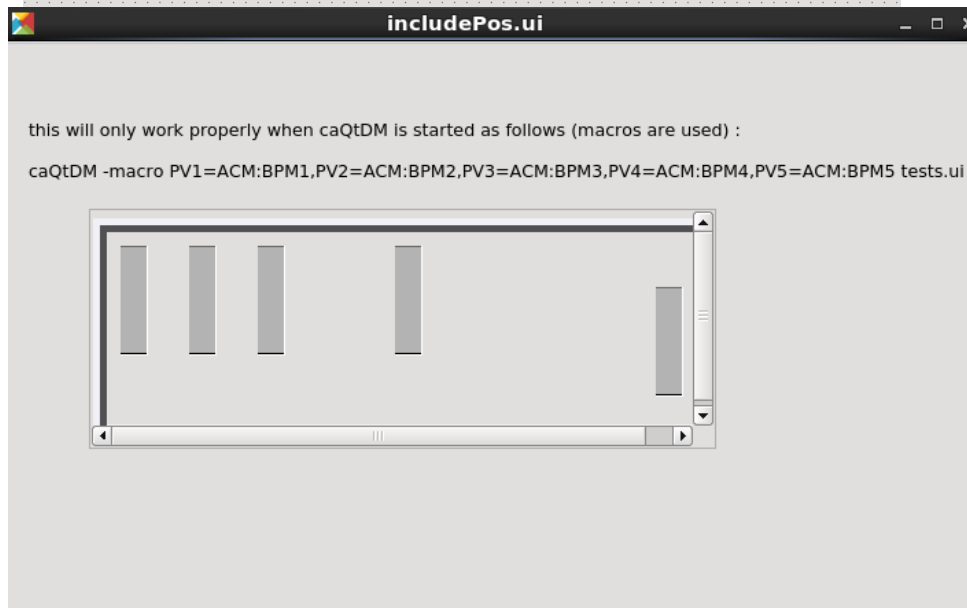 includePos.ui
this will only work properly when caQtDM is started as follows (macros are used) :
caQtDM -macro PV1=ACM:BPM1,PV2=ACM:BPM2,PV3=ACM:BPM3,PV4=ACM:BPM4,PV5=ACM:BPM5 tests.ui